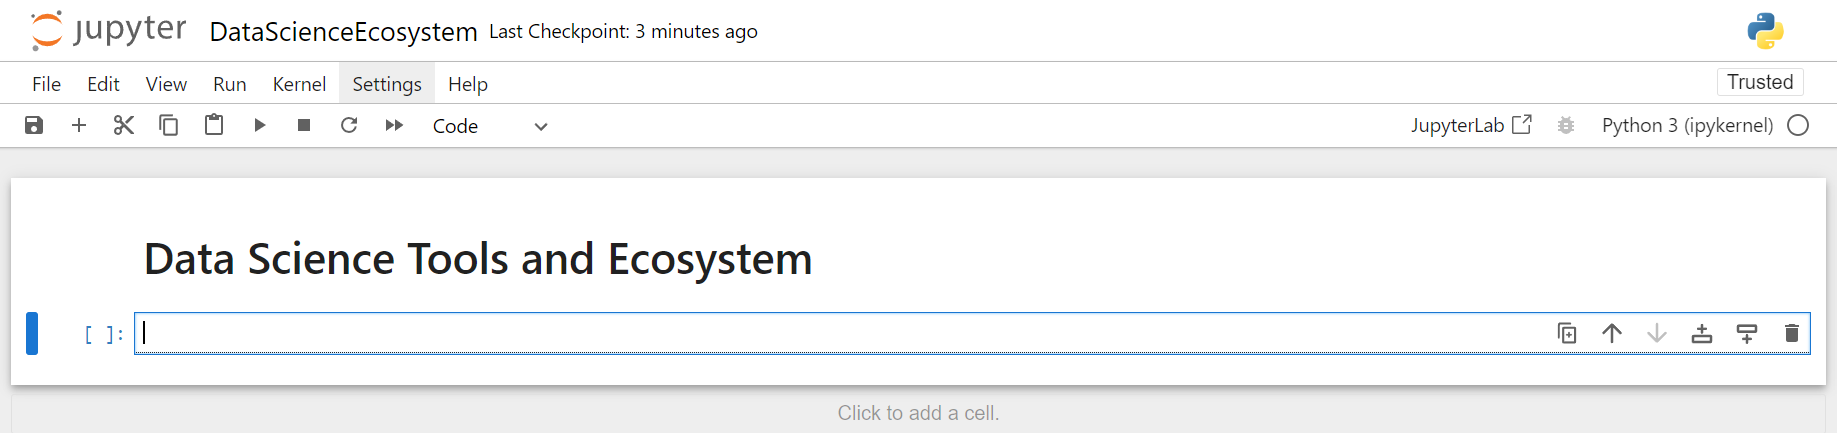 jupyter DataScienceEcosystem Last Checkpoint: 3 minutes ago
File Edit View Run Kernel Settings Help Trusted
Code JupyterLab Python 3 (ipykernel)
Data Science Tools and Ecosystem
[ ]:
Click to add a cell.